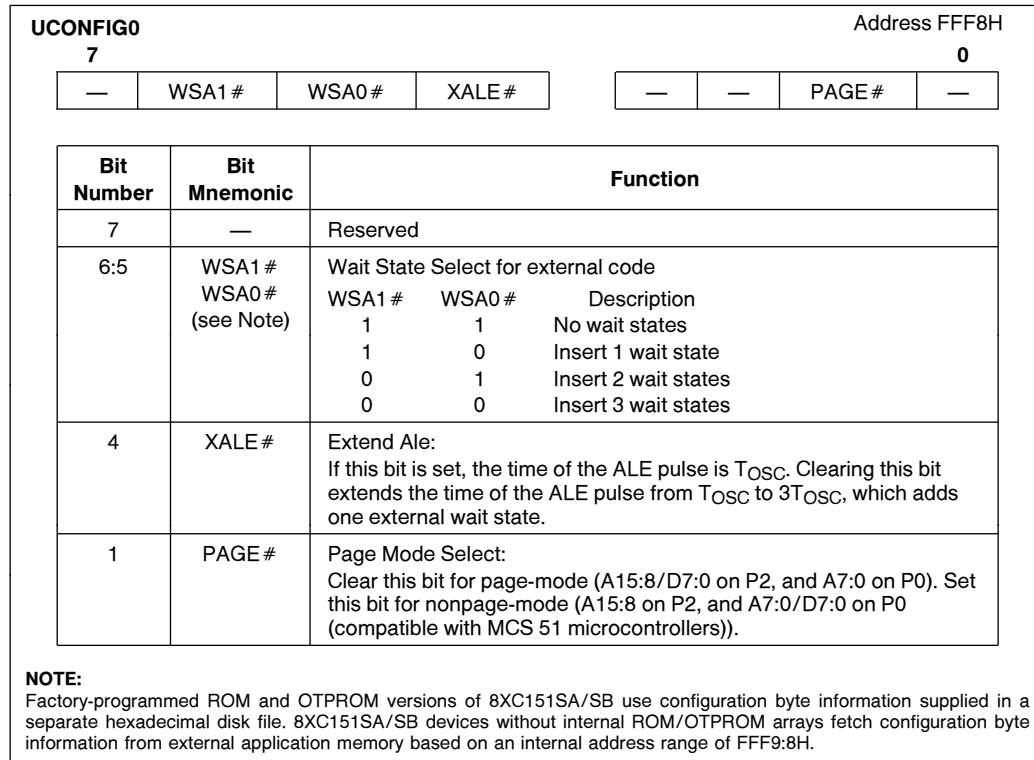 UCONFIG0 Address FFF8H
7 0
— WSA1# WSA0# XALE# — — PAGE# —
Bit Number Bit Mnemonic Function
7 — Reserved
6:5 WSA1# WSA0# (see Note) Wait State Select for external code
WSA1# WSA0# Description
1 1 No wait states
1 0 Insert 1 wait state
0 1 Insert 2 wait states
0 0 Insert 3 wait states
4 XALE# Extend Ale:
If this bit is set, the time of the ALE pulse is TOSC. Clearing this bit
extends the time of the ALE pulse from TOSC to 3TOSC, which adds
one external wait state.
1 PAGE# Page Mode Select:
Clear this bit for page-mode (A15:8/D7:0 on P2, and A7:0 on P0). Set
this bit for nonpage-mode (A15:8 on P2, and A7:0/D7:0 on P0
(compatible with MCS 51 microcontrollers)).
NOTE:
Factory-programmed ROM and OTPROM versions of 8XC151SA/SB use configuration byte information supplied in a
separate hexadecimal disk file. 8XC151SA/SB devices without internal ROM/OTPROM arrays fetch configuration byte
information from external application memory based on an internal address range of FFF9:8H.